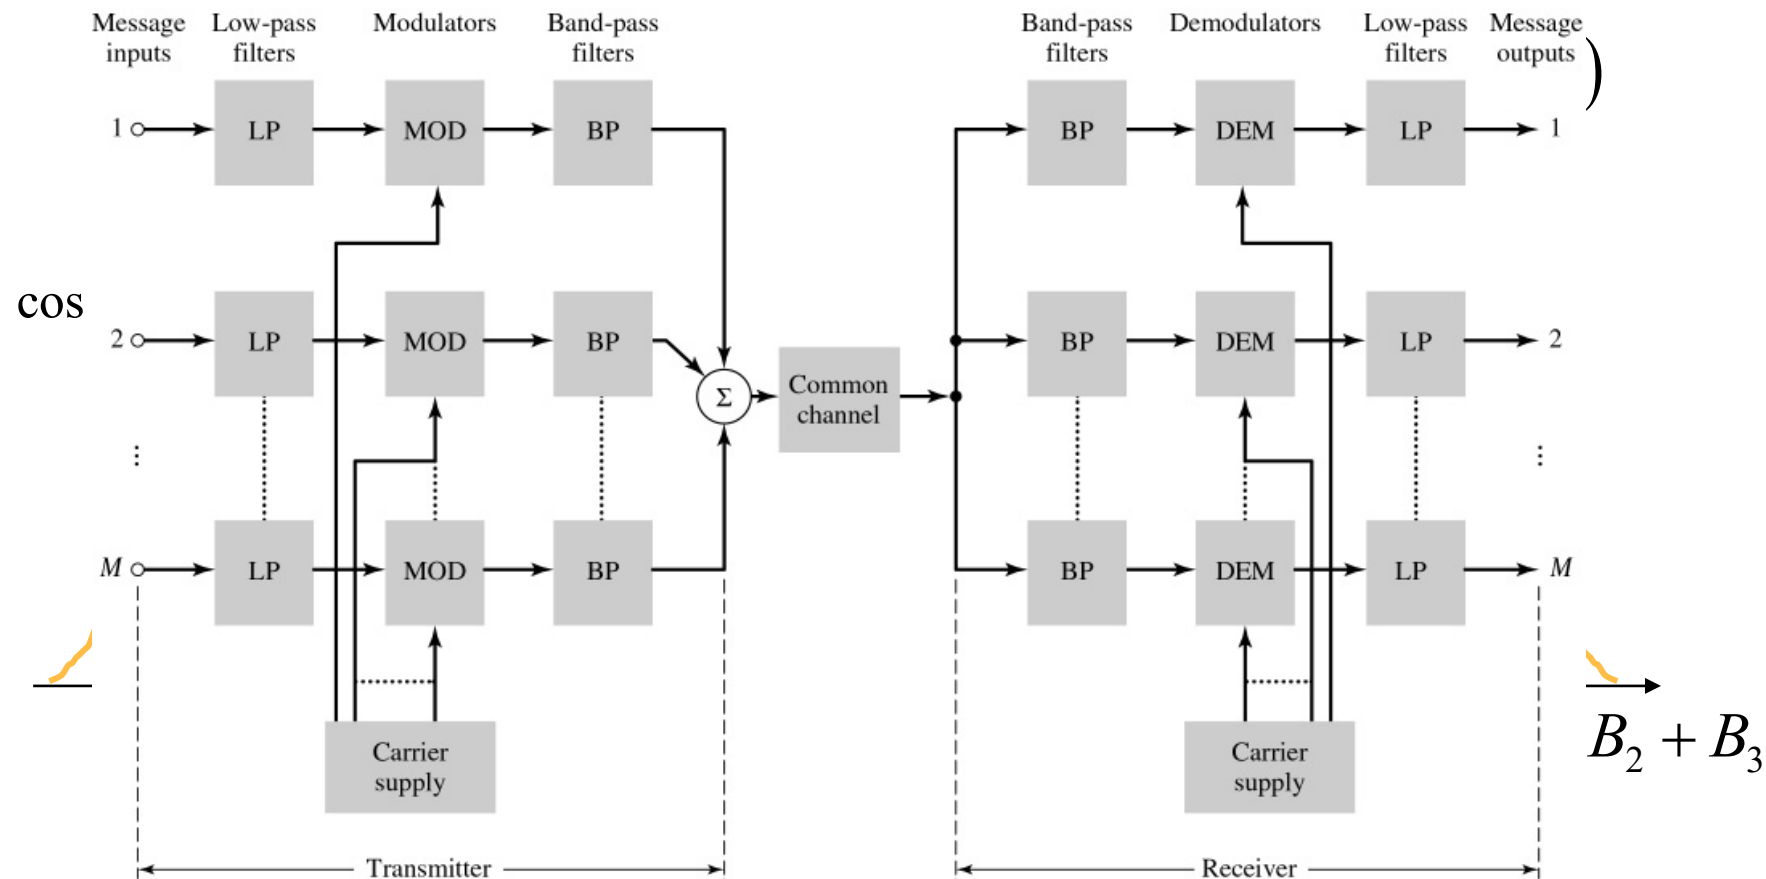 Message inputs
Low-pass filters
Modulators
Band-pass filters
Band-pass filters
Demodulators
Low-pass filters
Message outputs
)
1 LP MOD BP BP DEM LP 1
cos
2 LP MOD BP BP DEM LP 2
Σ
Common channel
⋮ ⋮
M LP MOD BP BP DEM LP M
B₂ + B₃
Carrier supply
Carrier supply
Transmitter
Receiver